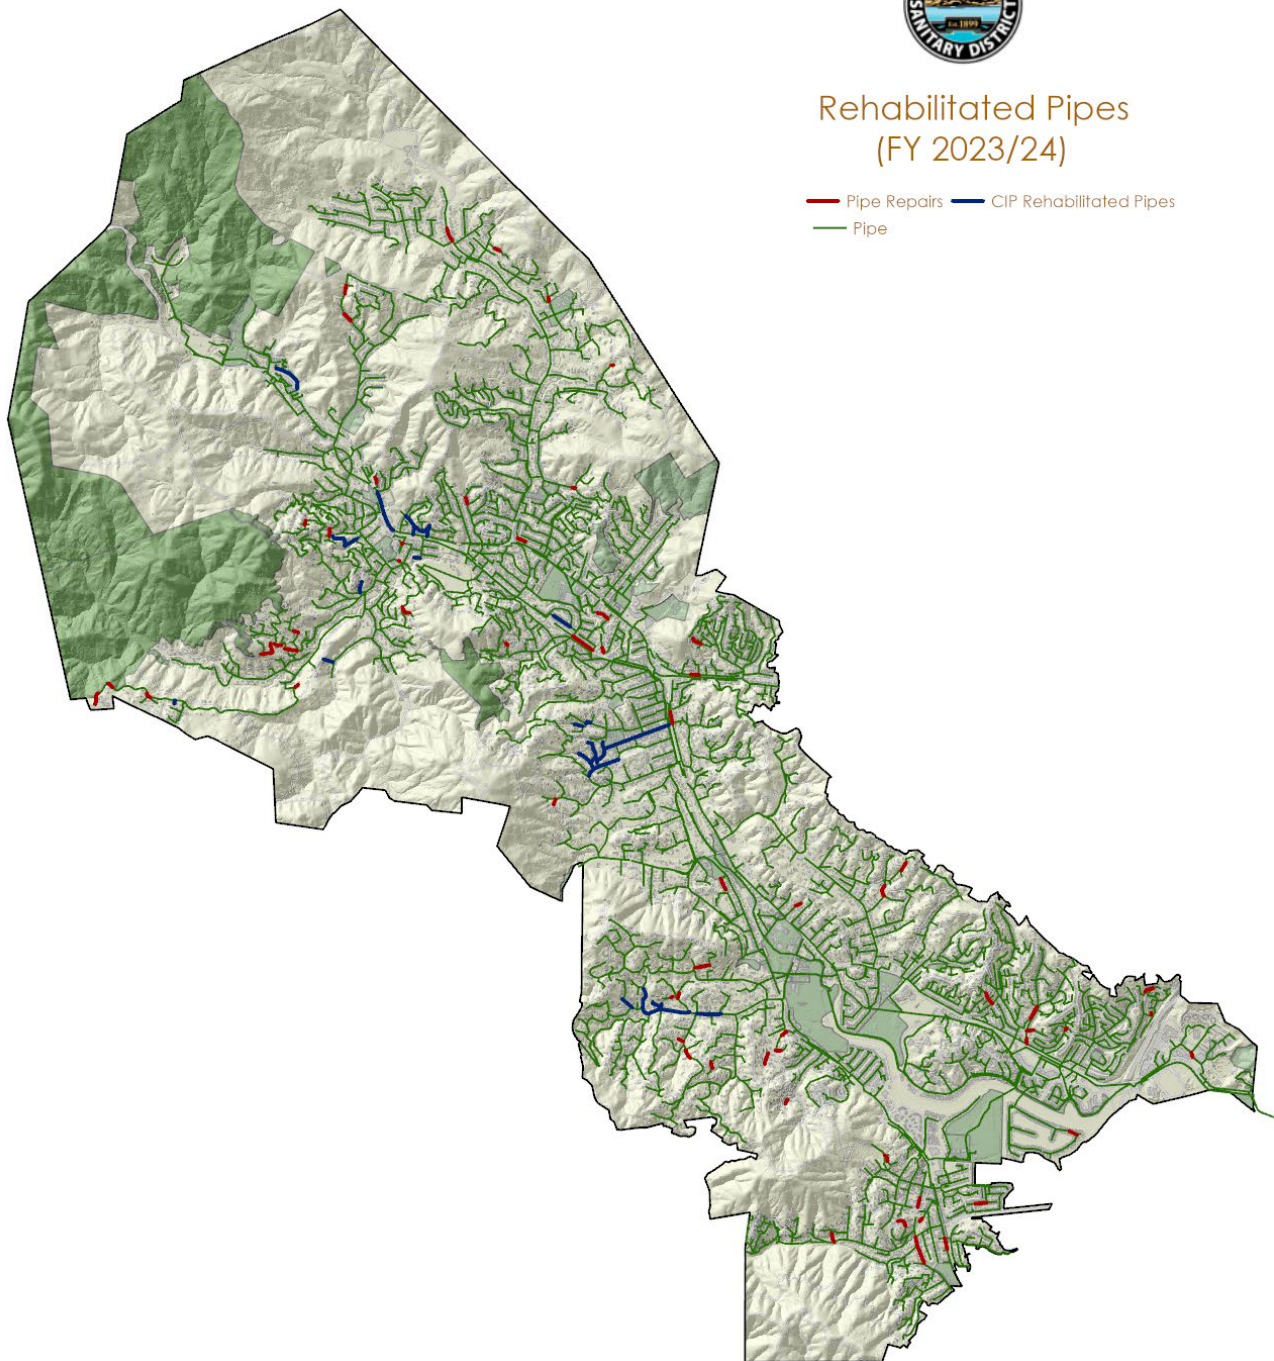 Est. 1899
SANITARY DISTRICT
Rehabilitated Pipes
(FY 2023/24)
Pipe Repairs
CIP Rehabilitated Pipes
Pipe